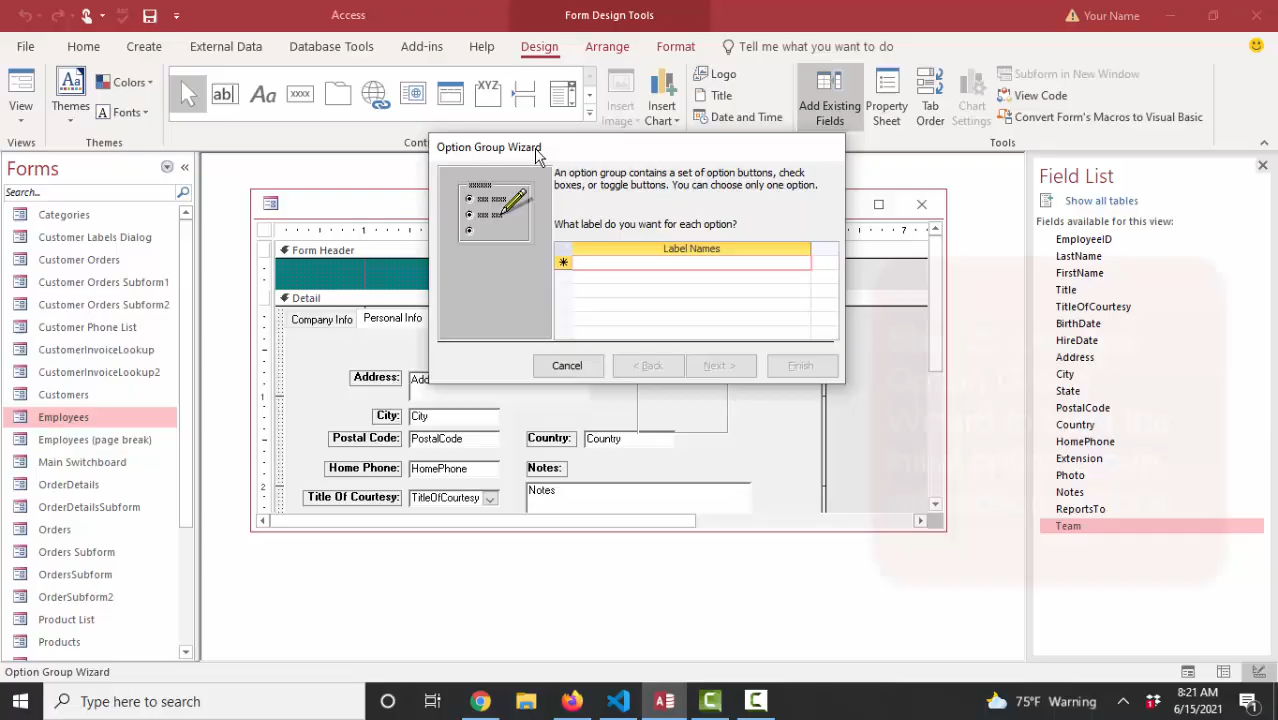 Access
Form Design Tools
Your Name
File
Home
Create
External Data
Database Tools
Add-ins
Help
Design
Arrange
Format
Tell me what you want to do
View
Views
Themes
Colors
Fonts
Themes
ab|
Aa
xxxx
XYZ
Insert Image
Insert Chart
Logo
Title
Date and Time
Add Existing Fields
Property Sheet
Tab Order
Chart Settings
Subform in New Window
View Code
Convert Form's Macros to Visual Basic
Tools
Forms
Search...
Categories
Customer Labels Dialog
Customer Orders
Customer Orders Subform1
Customer Orders Subform2
Customer Phone List
CustomerInvoiceLookup
CustomerInvoiceLookup2
Customers
Employees
Employees (page break)
Main Switchboard
OrderDetails
OrderDetailsSubform
Orders
Orders Subform
OrdersSubform
OrderSubform2
Product List
Products
Form Header
Detail
Company Info
Personal Info
Address:
City:
City
Postal Code:
PostalCode
Country:
Country
Home Phone:
HomePhone
Notes:
Title Of Courtesy:
TitleOfCourtesy
Notes
1
7
1
2
Option Group Wizard
An option group contains a set of option buttons, check
boxes, or toggle buttons. You can choose only one option.
What label do you want for each option?
Label Names
Cancel
< Back
Next >
Finish
Field List
Show all tables
Fields available for this view:
EmployeeID
LastName
FirstName
Title
TitleOfCourtesy
BirthDate
HireDate
Address
City
State
PostalCode
Country
HomePhone
Extension
Photo
Notes
ReportsTo
Team
Option Group Wizard
Type here to search
75°F Warning
8:21 AM
6/15/2021
1